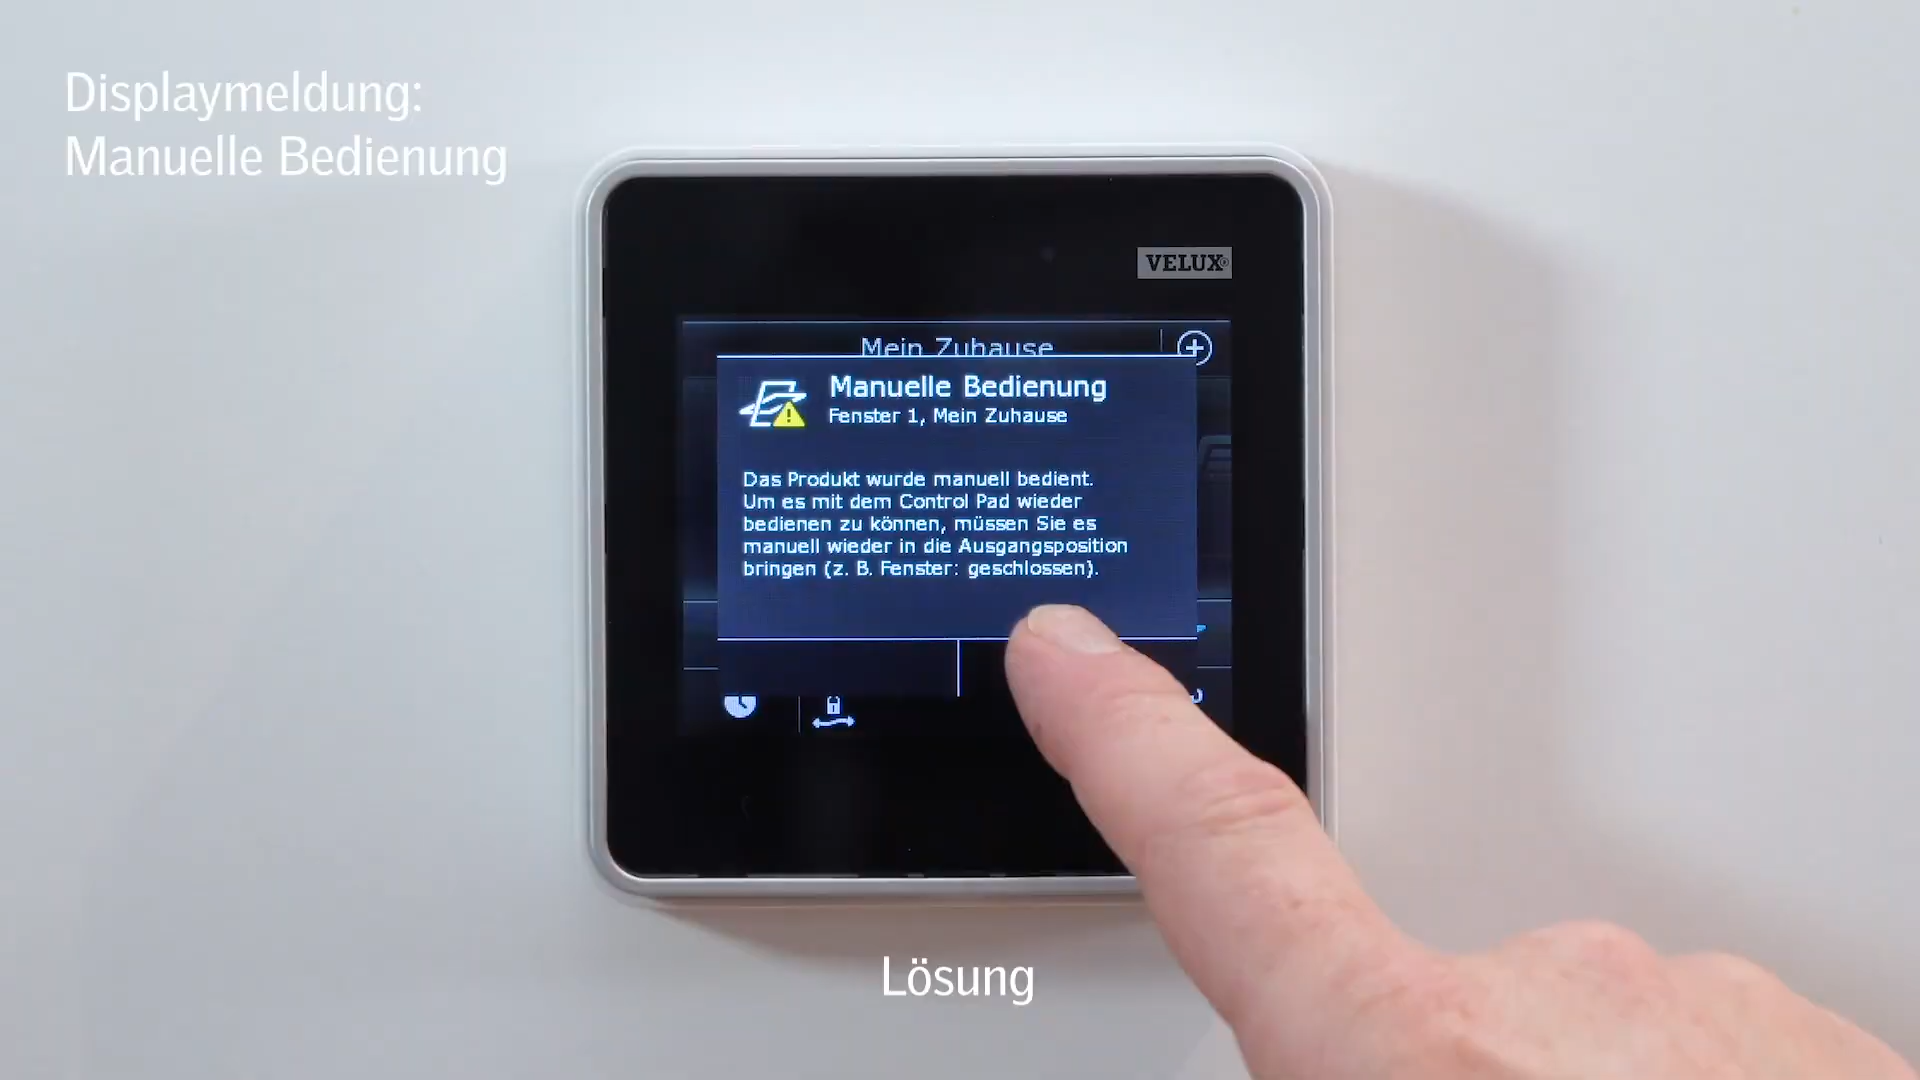 Displaymeldung:
Manuelle Bedienung
VELUX®
Mein Zuhause
Manuelle Bedienung
Fenster 1, Mein Zuhause
Das Produkt wurde manuell bedient.
Um es mit dem Control Pad wieder
bedienen zu können, müssen Sie es
manuell wieder in die Ausgangsposition
bringen (z. B. Fenster: geschlossen).
Lösung